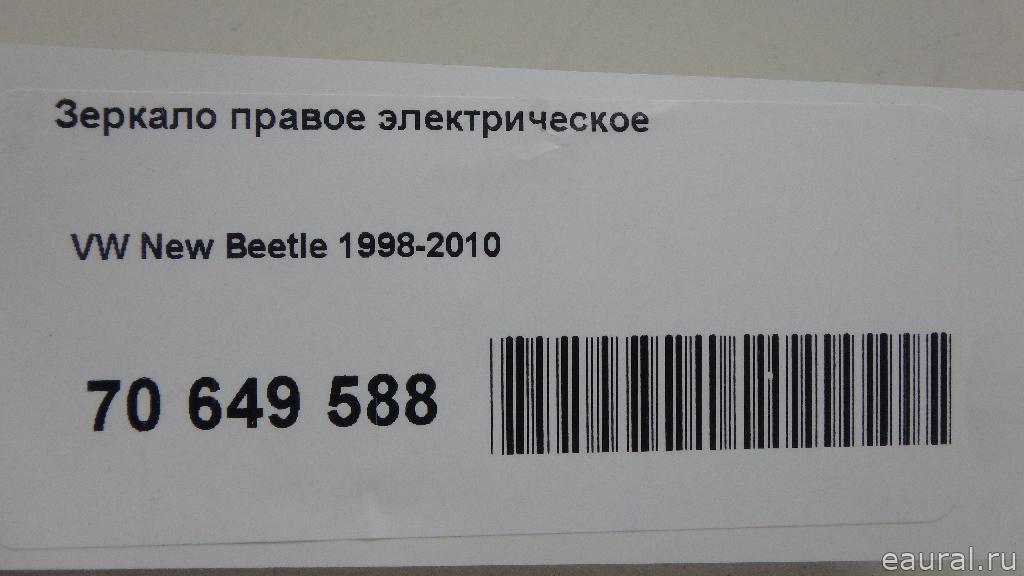 Зеркало правое электрическое
VW New Beetle 1998-2010
70 649 588
eaural.ru